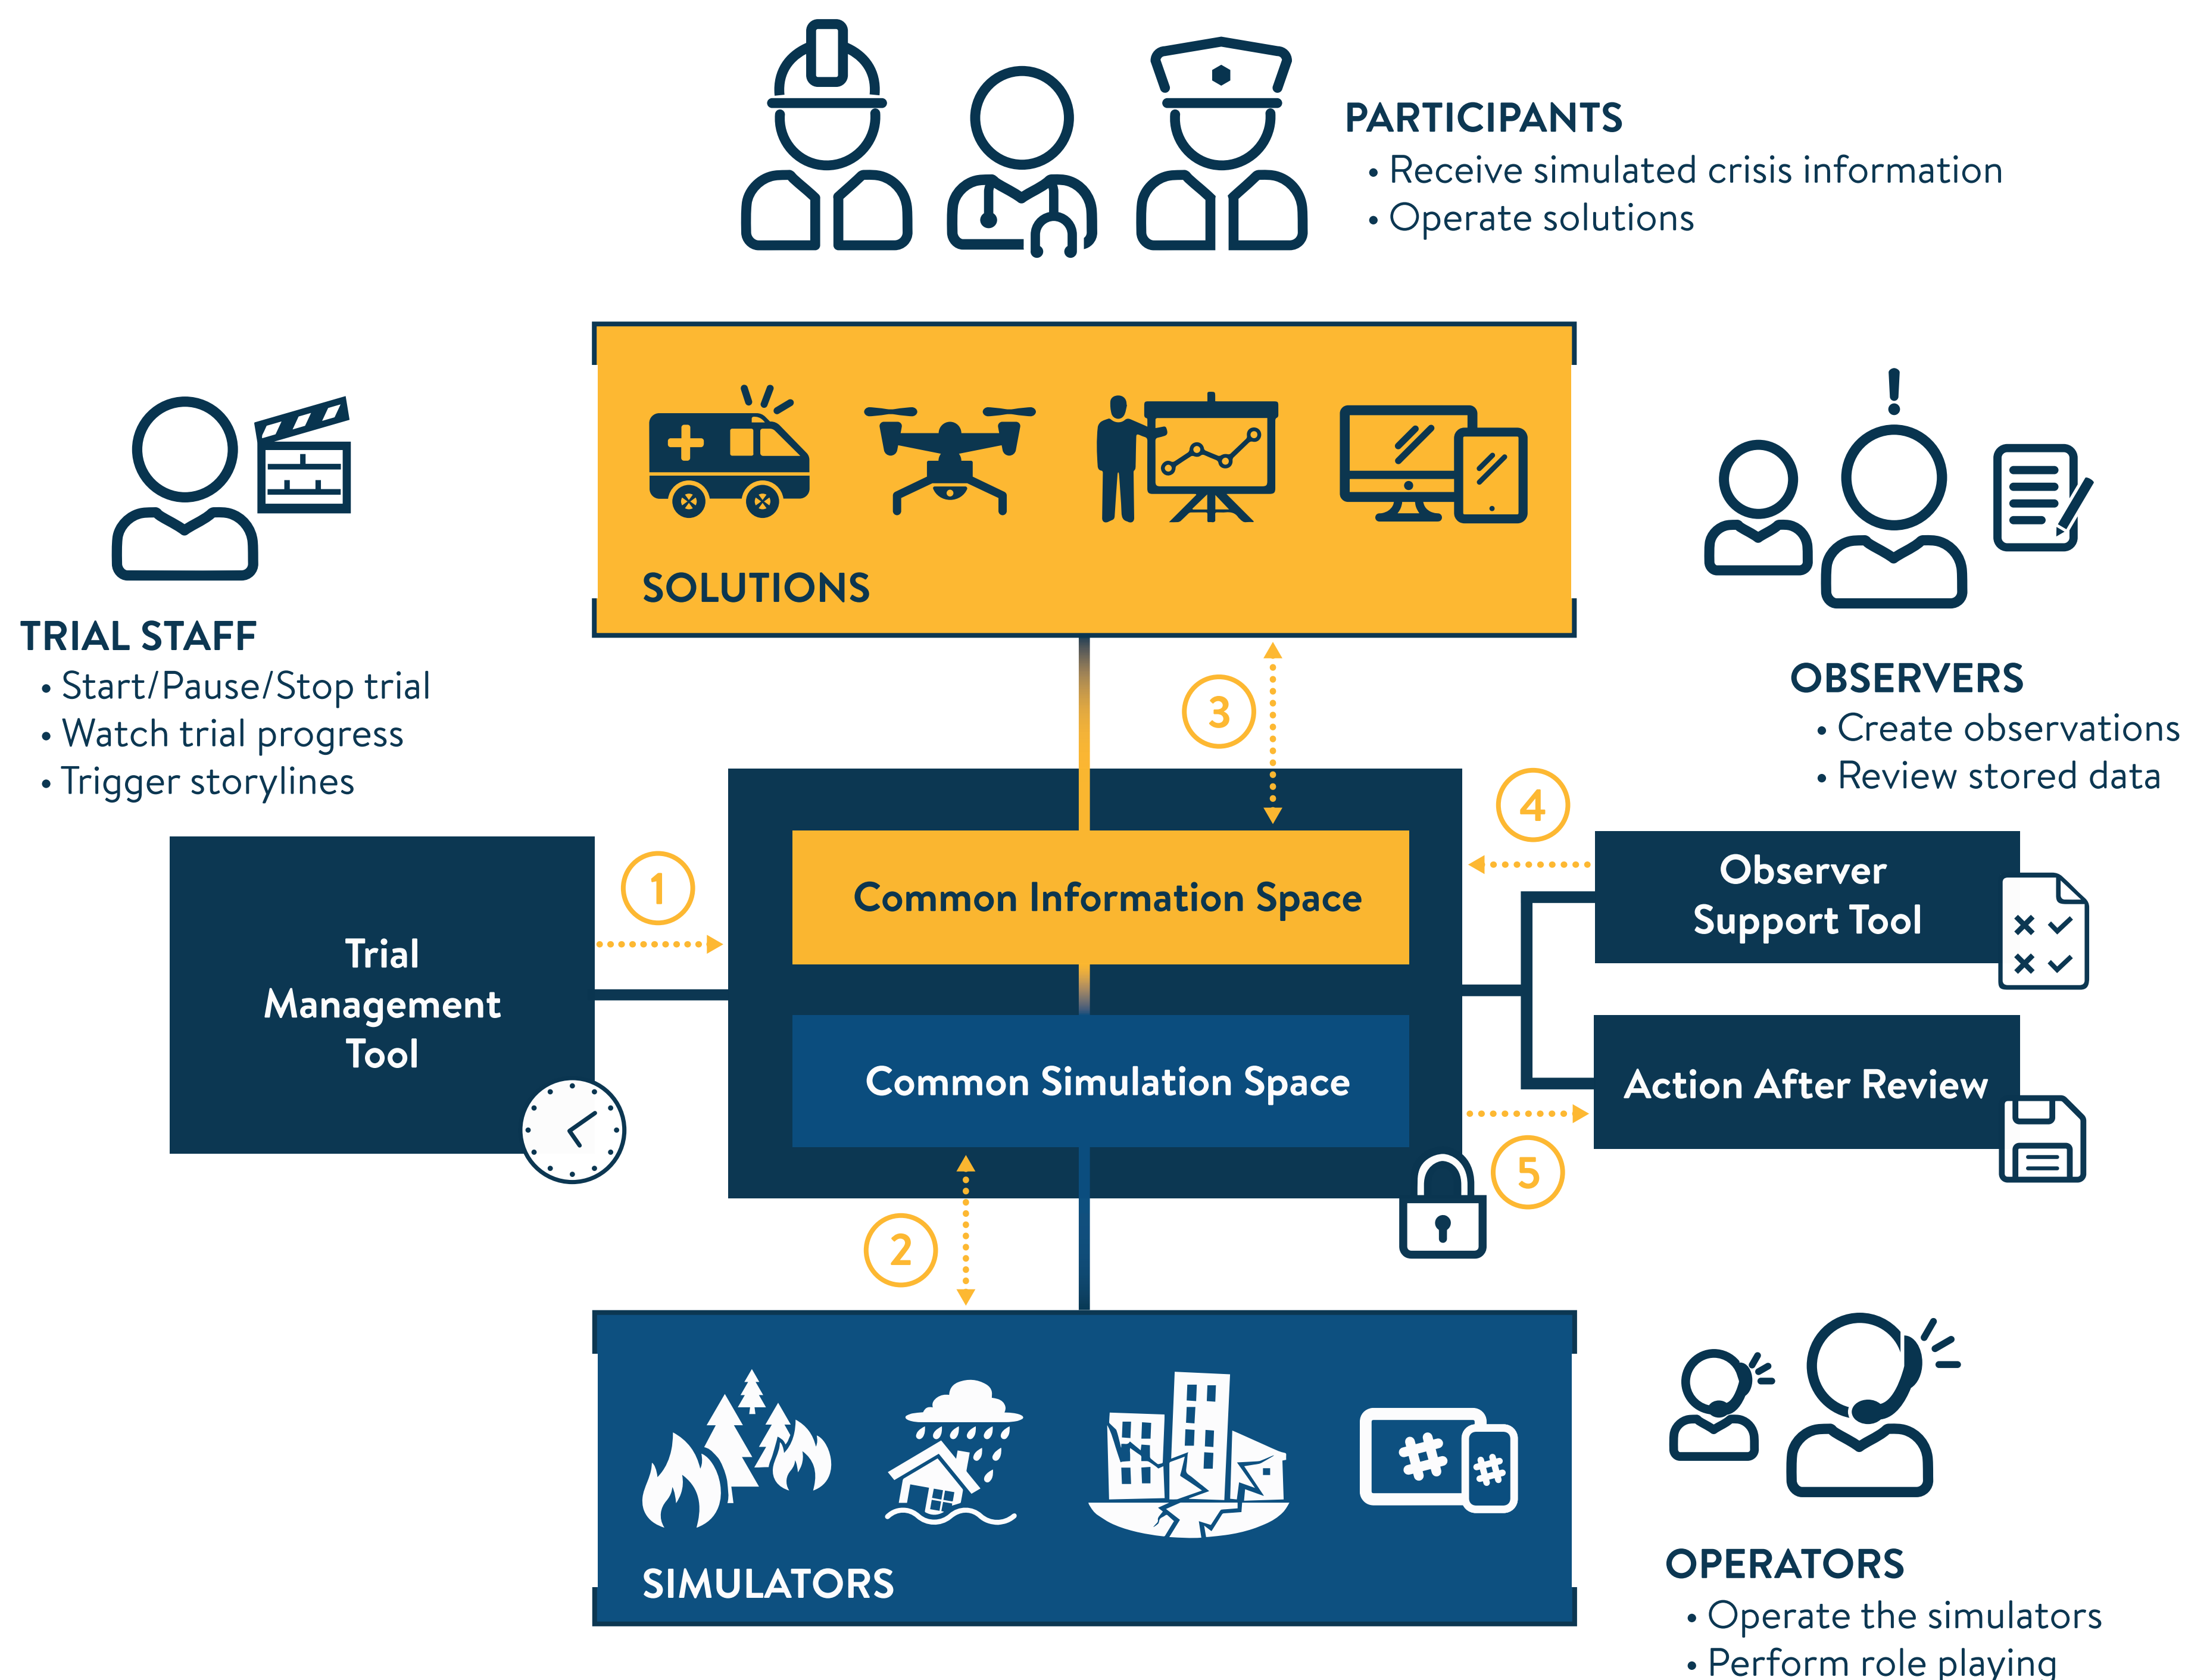 PARTICIPANTS
• Receive simulated crisis information
• Operate solutions
SOLUTIONS
TRIAL STAFF
• Start/Pause/Stop trial
• Watch trial progress
• Trigger storylines
OBSERVERS
• Create observations
• Review stored data
3
4
1
Common Information Space
Observer
Support Tool
Trial
Management
Tool
Common Simulation Space
Action After Review
5
2
SIMULATORS
OPERATORS
• Operate the simulators
• Perform role playing